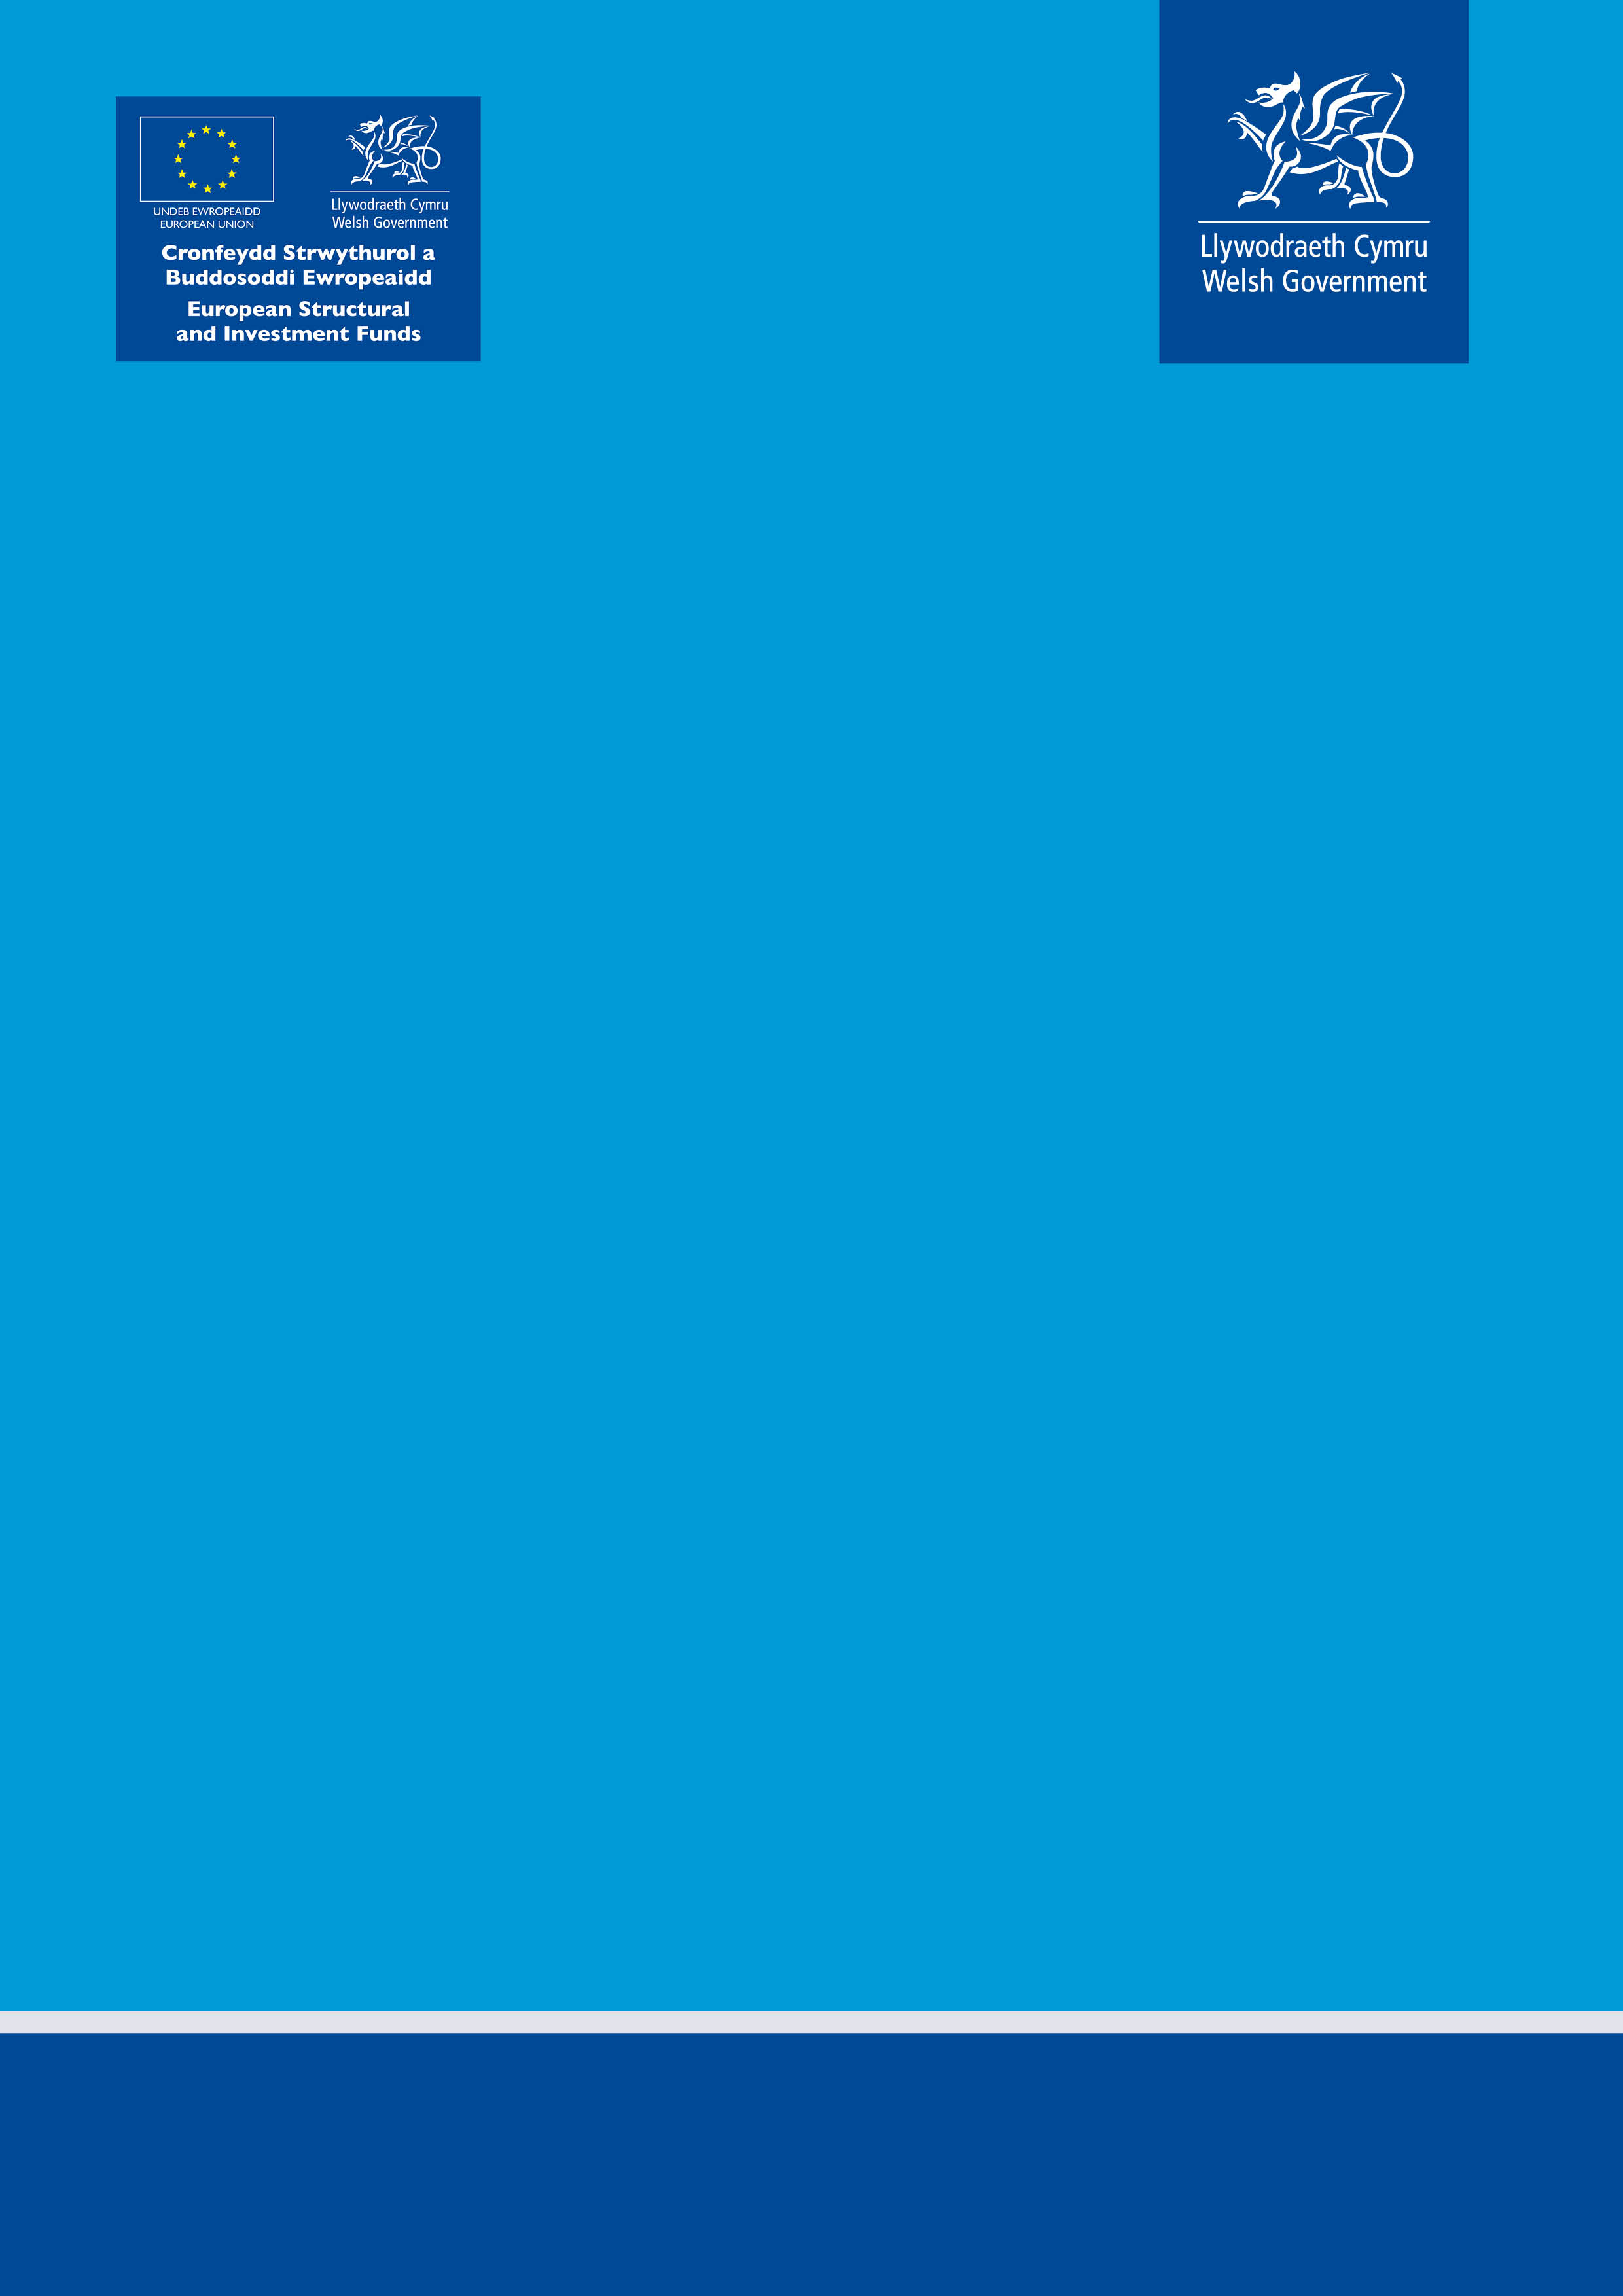 UNDEB EWROPEAIDD
EUROPEAN UNION
Llywodraeth Cymru
Welsh Government
Cronfeydd Strwythurol a
Buddosoddi Ewropeaidd
European Structural
and Investment Funds
Llywodraeth Cymru
Welsh Government